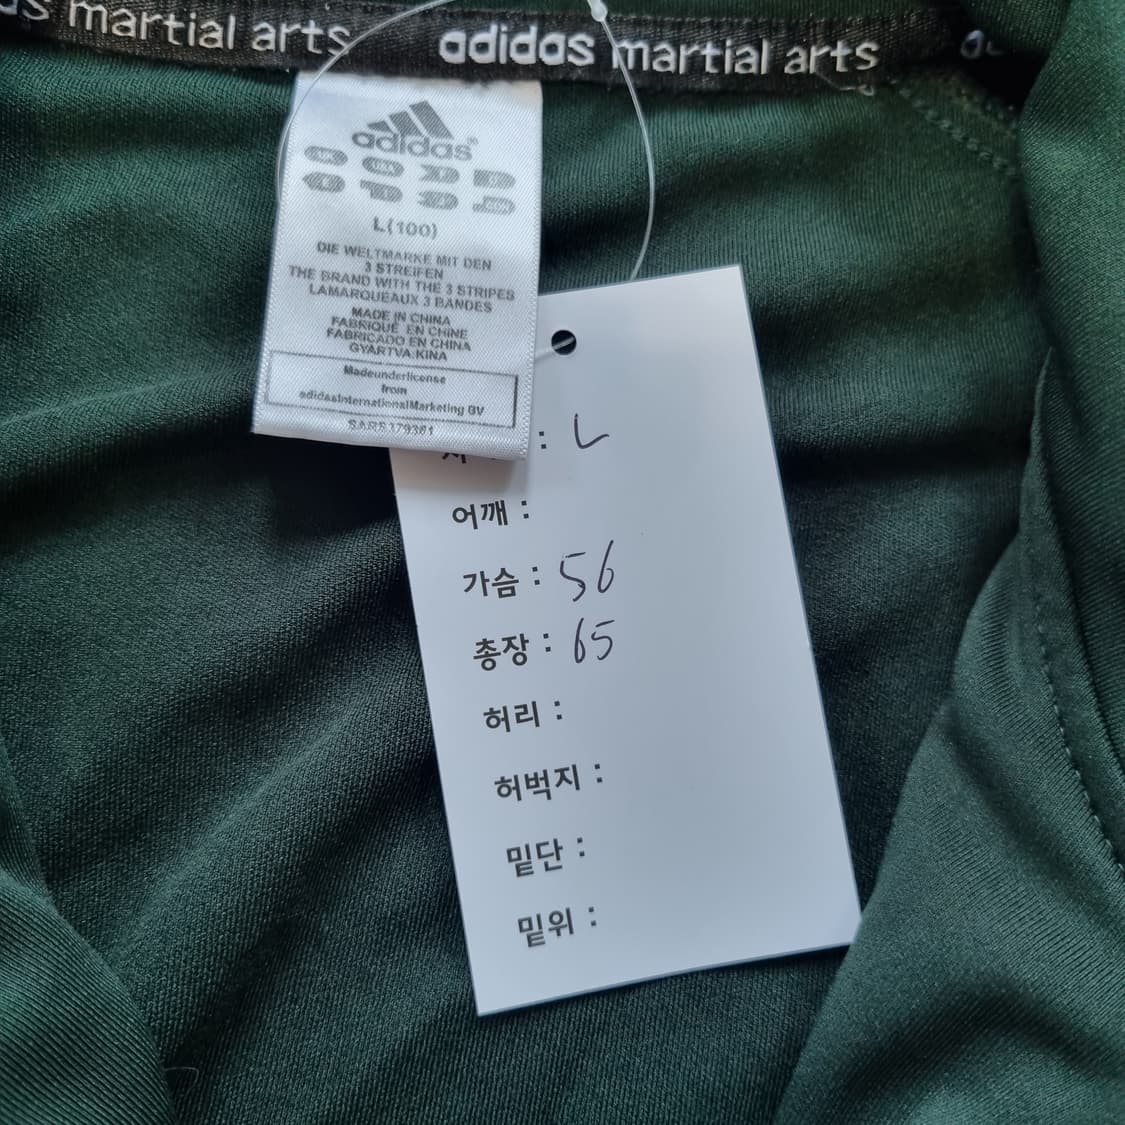 martial arts
adidas martial arts
adidas
L(100)
DIE WELTMARKE MIT DEN
3 STREIFEN
THE BRAND WITH THE 3 STRIPES
LAMARQUEAUX 3 BANDES
MADE IN CHINA
FABRIQUÉ EN CHINE
FABRICADO EN CHINA
GYARTVA:KINA
Madeunderlicense
from
adidasInternationalMarketing BV
: L
어깨 :
가슴 : 56
총장 : 65
허리 :
허벅지 :
밑단 :
밑위 :